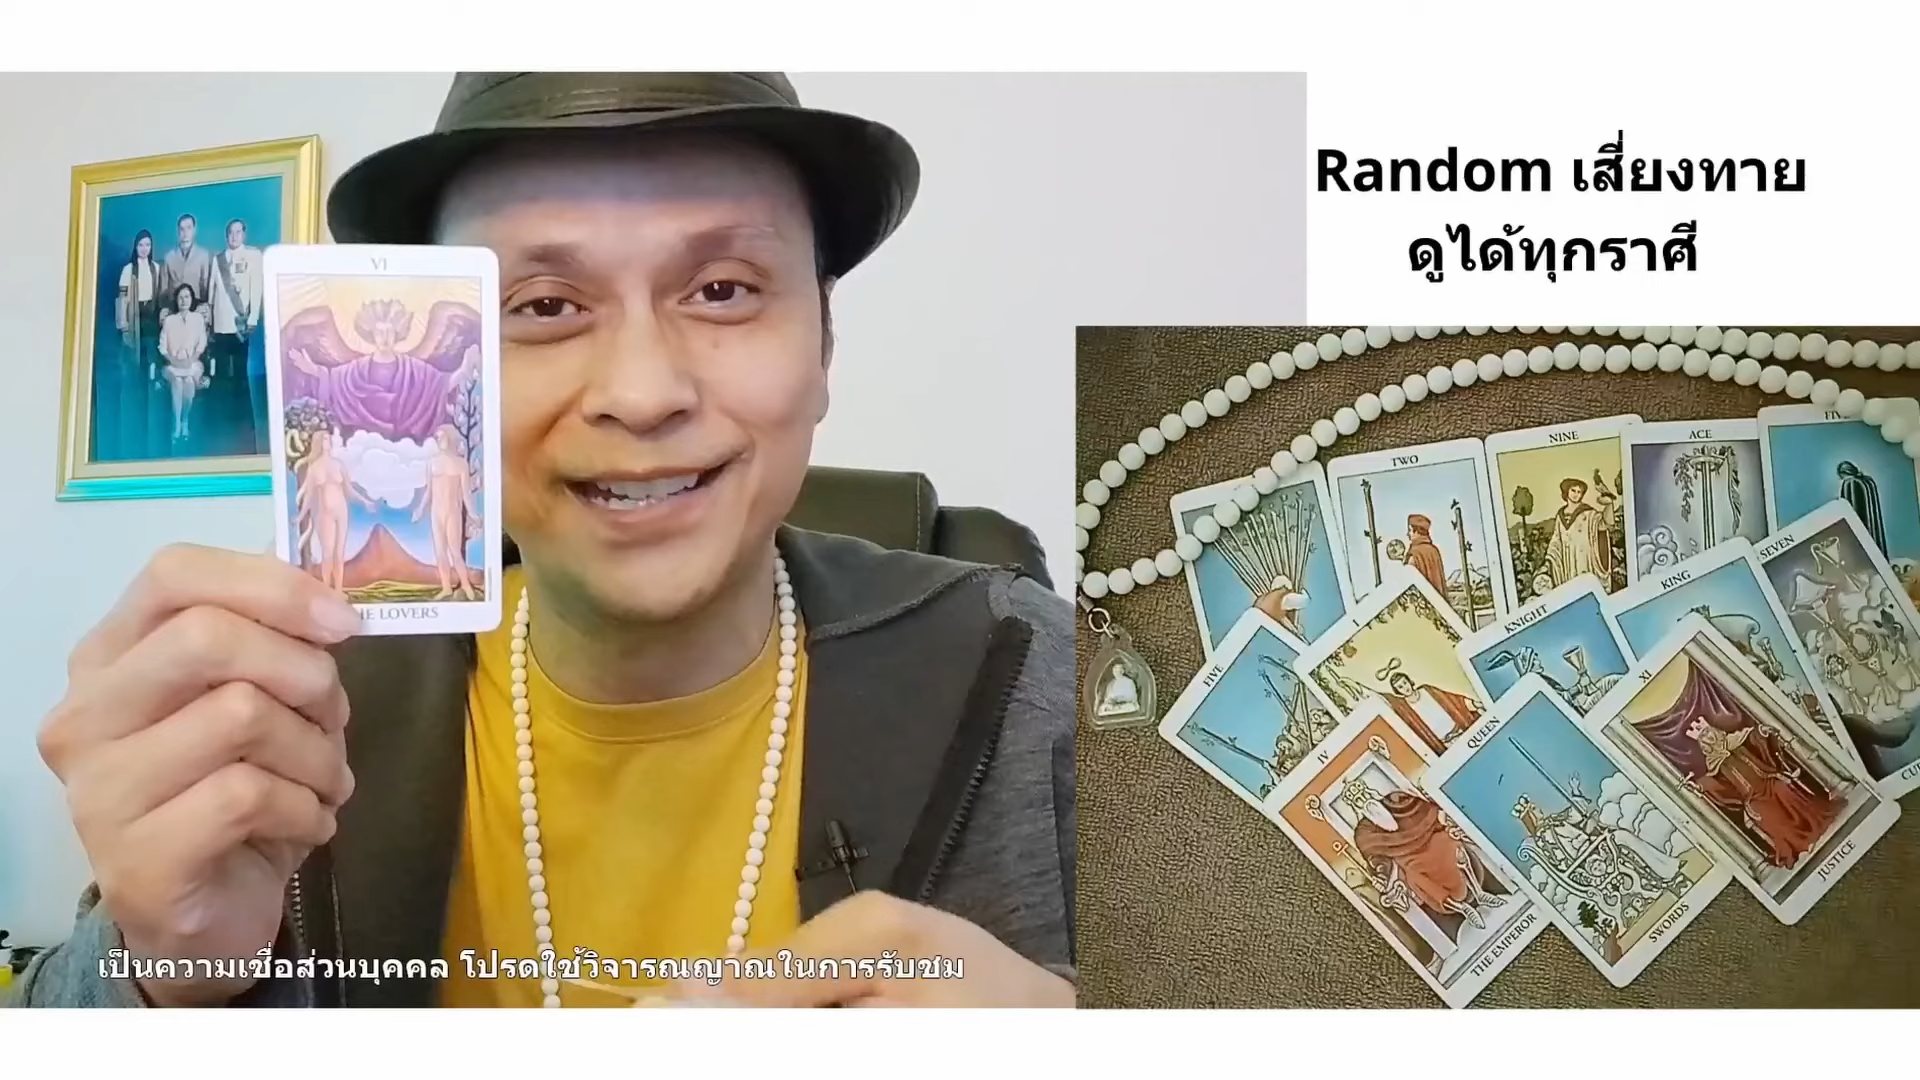 Random เสี่ยงทาย
ดูได้ทุกราศี
VI
THE LOVERS
TWO
NINE
ACE
FIVE
SEVEN
KING
KNIGHT
I
FIVE
QUEEN
IV
XI
JUSTICE
SWORDS
THE EMPEROR
เป็นความเชื่อส่วนบุคคล โปรดใช้วิจารณญาณในการรับชม